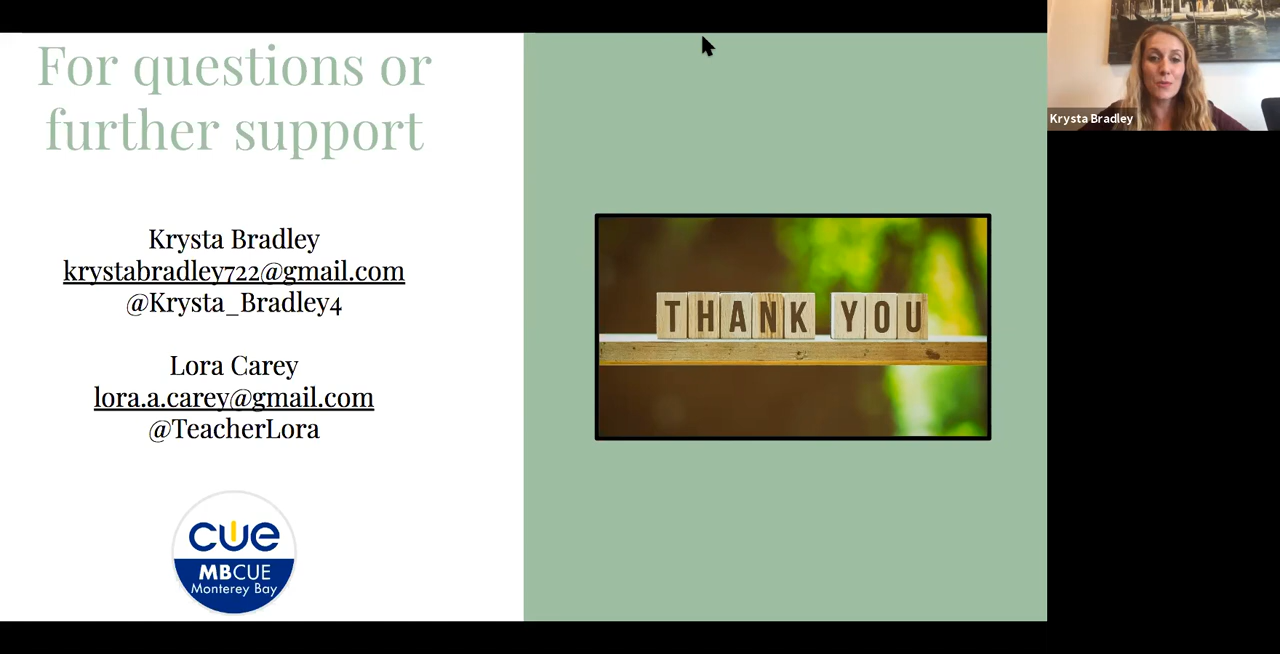 For questions or
further support
Krysta Bradley
krystabradley722@gmail.com
@Krysta_Bradley4
Lora Carey
lora.a.carey@gmail.com
@TeacherLora
cue
MBCUE
Monterey Bay
THANK YOU
Krysta Bradley